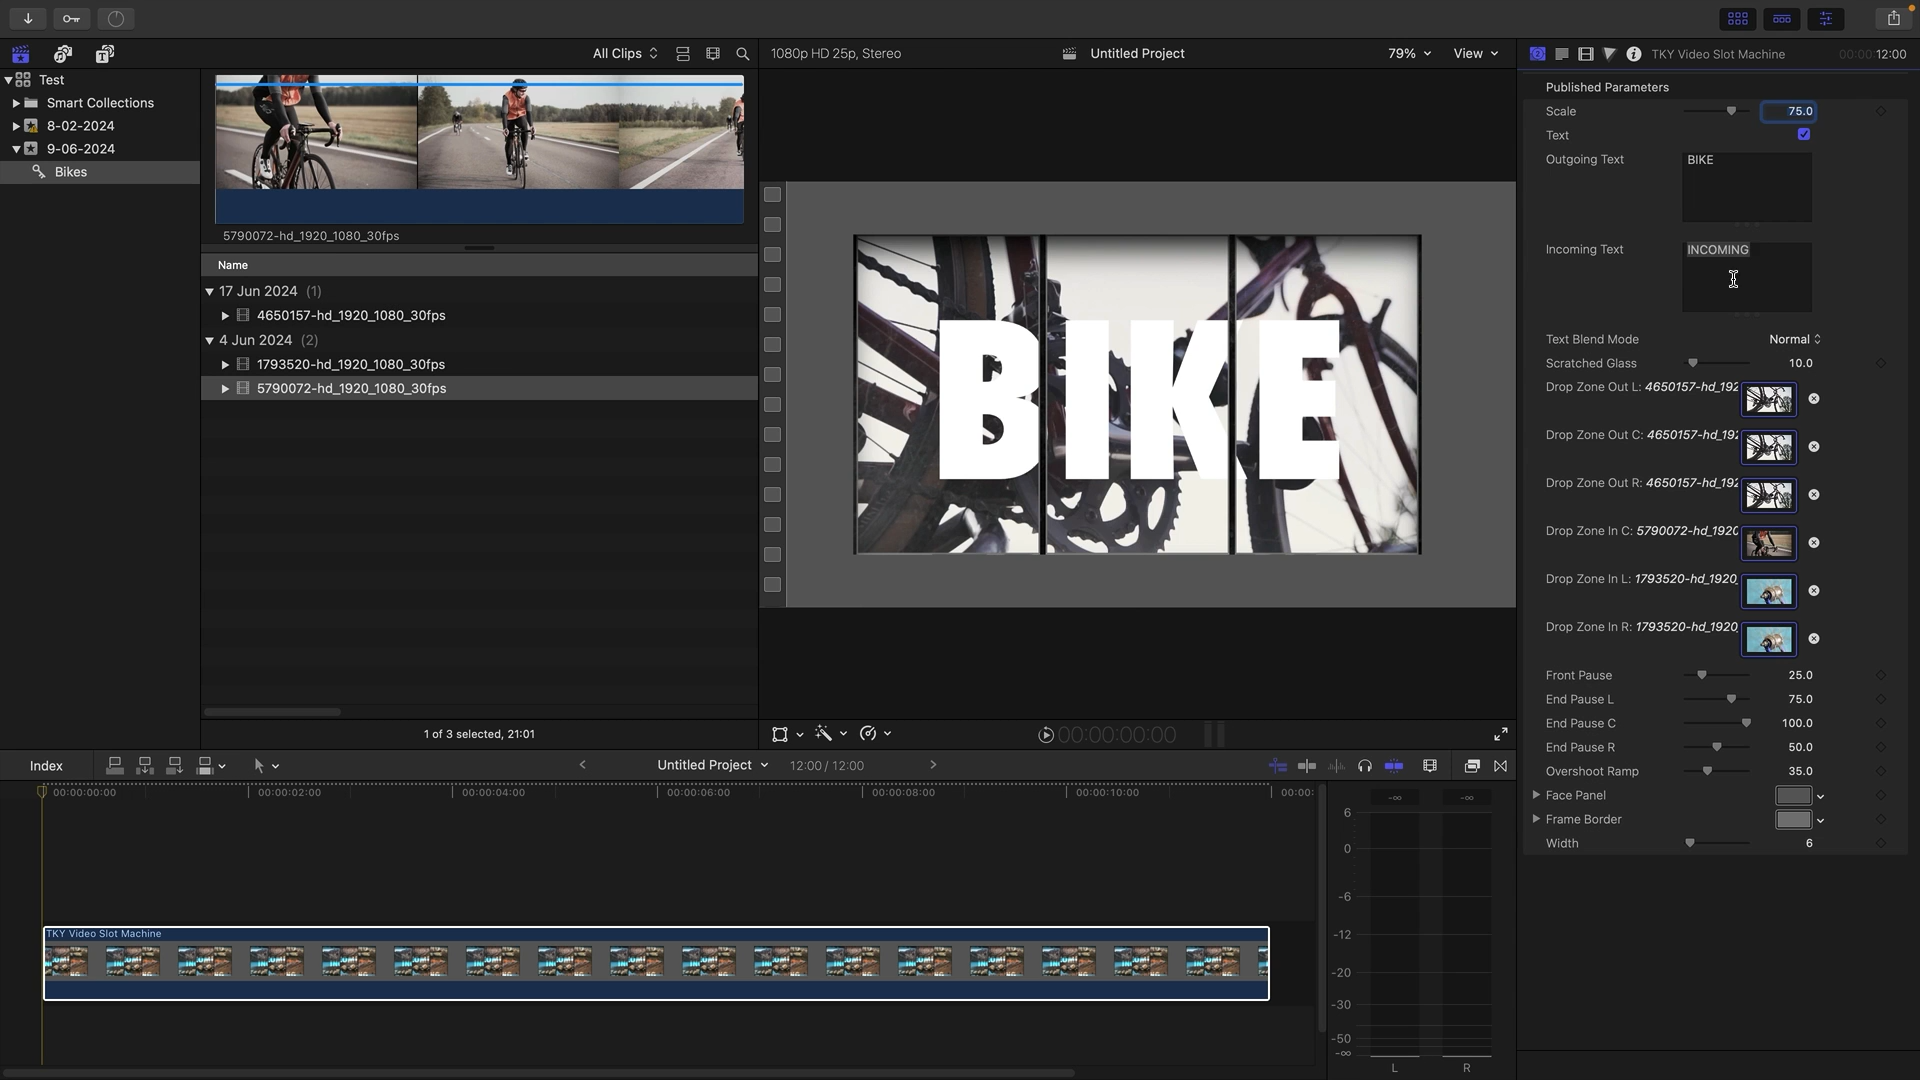 All Clips
1080p HD 25p, Stereo
Untitled Project
79%
View
TKY Video Slot Machine
00:00:12:00
Test
Smart Collections
8-02-2024
9-06-2024
Bikes
5790072-hd_1920_1080_30fps
Name
17 Jun 2024 (1)
4650157-hd_1920_1080_30fps
4 Jun 2024 (2)
1793520-hd_1920_1080_30fps
5790072-hd_1920_1080_30fps
1 of 3 selected, 21:01
BIKE
00:00:00:00
Published Parameters
Scale 75.0
Text
Outgoing Text BIKE
Incoming Text INCOMING
Text Blend Mode Normal
Scratched Glass 10.0
Drop Zone Out L: 4650157-hd_192
Drop Zone Out C: 4650157-hd_192
Drop Zone Out R: 4650157-hd_192
Drop Zone In C: 5790072-hd_1920
Drop Zone In L: 1793520-hd_1920_
Drop Zone In R: 1793520-hd_1920_
Front Pause 25.0
End Pause L 75.0
End Pause C 100.0
End Pause R 50.0
Overshoot Ramp 35.0
Face Panel
Frame Border
Width 6
Index
Untitled Project
12:00 / 12:00
00:00:00:00
00:00:02:00
00:00:04:00
00:00:06:00
00:00:08:00
00:00:10:00
00:00:
TKY Video Slot Machine
-∞ -∞
6
0
-6
-12
-20
-30
-50
-∞
L R